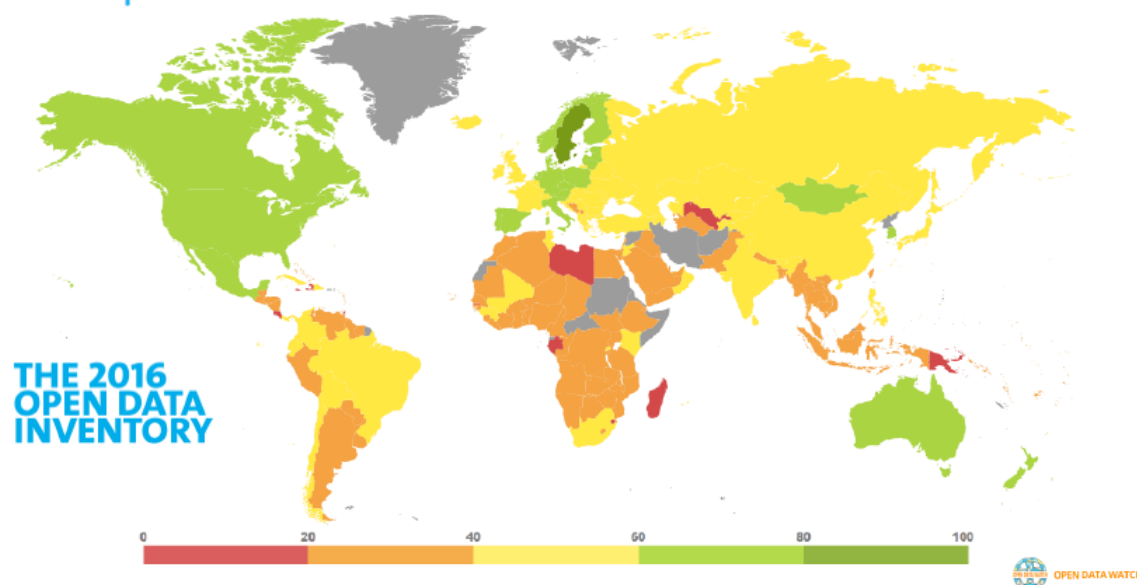 THE 2016
OPEN DATA
INVENTORY
0 20 40 60 80 100
OPEN DATA WATCH